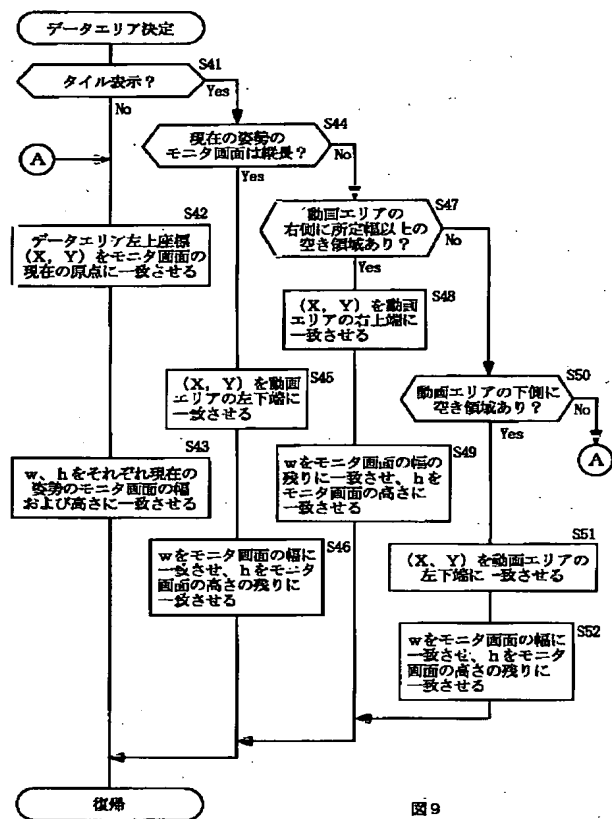 データエリア決定
S41
タイル表示?
Yes
No
S44
現在の姿勢の
モニタ画面は縦長?
No
Yes
A
S47
動画エリアの
右側に所定幅以上の
空き領域あり?
No
Yes
S42
データエリア左上座標
(X, Y)をモニタ画面の
現在の原点に一致させる
S48
(X, Y)を動画
エリアの右上端に
一致させる
S45
(X, Y)を動画
エリアの左下端
に一致させる
S50
動画エリアの下側に
空き領域あり?
No
Yes
A
S43
w、hをそれぞれ現在の
姿勢のモニタ画面の幅
および高さに一致させる
S49
wをモニタ画面の幅の
残りに一致させ、hを
モニタ画面の高さに
一致させる
S46
wをモニタ画面の幅に
一致させ、hをモニタ
画面の高さの残りに
一致させる
S51
(X、Y)を動画エリアの
左下端に一致させる
S52
wをモニタ画面の幅に
一致させ、hをモニタ
画面の高さの残りに
一致させる
復帰
図9